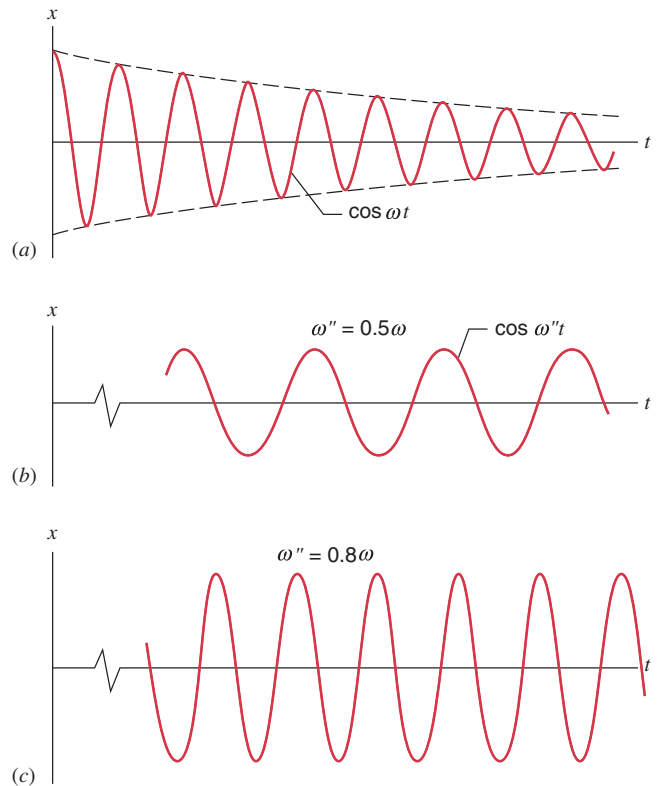 x
t
cos ωt
(a)
x
ω″ = 0.5ω
cos ω″t
t
(b)
x
ω″ = 0.8ω
t
(c)